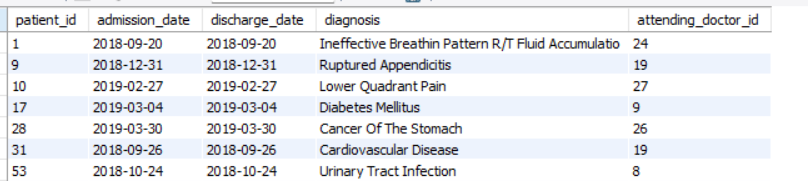 patient_id admission_date discharge_date diagnosis attending_doctor_id
1 2018-09-20 2018-09-20 Ineffective Breathin Pattern R/T Fluid Accumulatio 24
9 2018-12-31 2018-12-31 Ruptured Appendicitis 19
10 2019-02-27 2019-02-27 Lower Quadrant Pain 27
17 2019-03-04 2019-03-04 Diabetes Mellitus 9
28 2019-03-30 2019-03-30 Cancer Of The Stomach 26
31 2018-09-26 2018-09-26 Cardiovascular Disease 19
53 2018-10-24 2018-10-24 Urinary Tract Infection 8